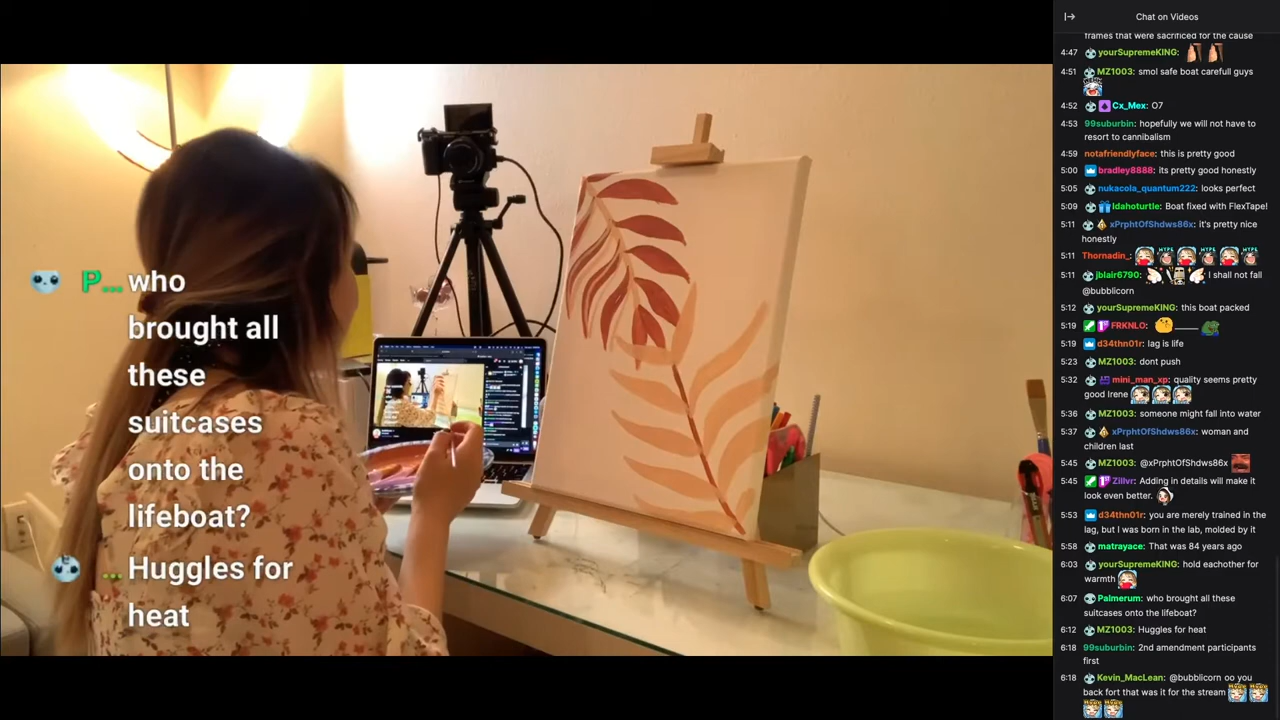 P... who
brought all
these
suitcases
onto the
lifeboat?
... Huggles for
heat
Chat on Videos
frames that were sacrificed for the cause
4:47 yourSupremeKING:
4:51 MZ1003: smol safe boat carefull guys
4:52 Cx_Mex: O7
4:53 99suburbin: hopefully we will not have to
resort to cannibalism
4:59 notafriendlyface: this is pretty good
5:00 bradley8888: its pretty good honestly
5:05 nukacola_quantum222: looks perfect
5:09 Idahoturtle: Boat fixed with FlexTape!
5:11 xPrphtOfShdws86x: it's pretty nice
honestly
5:11 Thornadin_:
5:11 jblair6790: I shall not fall
@bubblicorn
5:12 yourSupremeKING: this boat packed
5:19 FRKNLO:
5:19 d34thn01r: lag is life
5:23 MZ1003: dont push
5:32 mini_man_xp: quality seems pretty
good Irene
5:36 MZ1003: someone might fall into water
5:37 xPrphtOfShdws86x: woman and
children last
5:45 MZ1003: @xPrphtOfShdws86x
5:45 Zillvr: Adding in details will make it
look even better.
5:53 d34thn01r: you are merely trained in the
lag, but I was born in the lab, molded by it
5:58 matrayace: That was 84 years ago
6:03 yourSupremeKING: hold eachother for
warmth
6:07 Palmerum: who brought all these
suitcases onto the lifeboat?
6:12 MZ1003: Huggles for heat
6:18 99suburbin: 2nd amendment participants
first
6:18 Kevin_MacLean: @bubblicorn oo you
back fort that was it for the stream